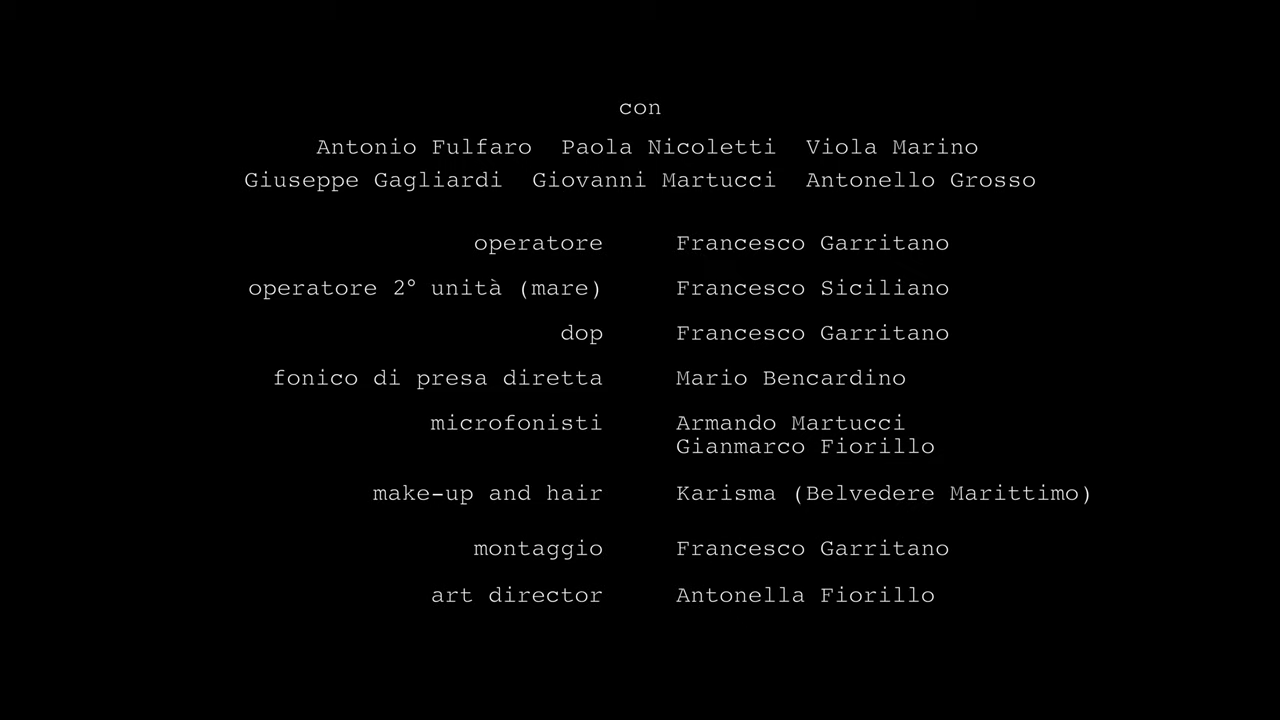 con
Antonio Fulfaro Paola Nicoletti Viola Marino
Giuseppe Gagliardi Giovanni Martucci Antonello Grosso
operatore Francesco Garritano
operatore 2° unità (mare) Francesco Siciliano
dop Francesco Garritano
fonico di presa diretta Mario Bencardino
microfonisti Armando Martucci
Gianmarco Fiorillo
make-up and hair Karisma (Belvedere Marittimo)
montaggio Francesco Garritano
art director Antonella Fiorillo